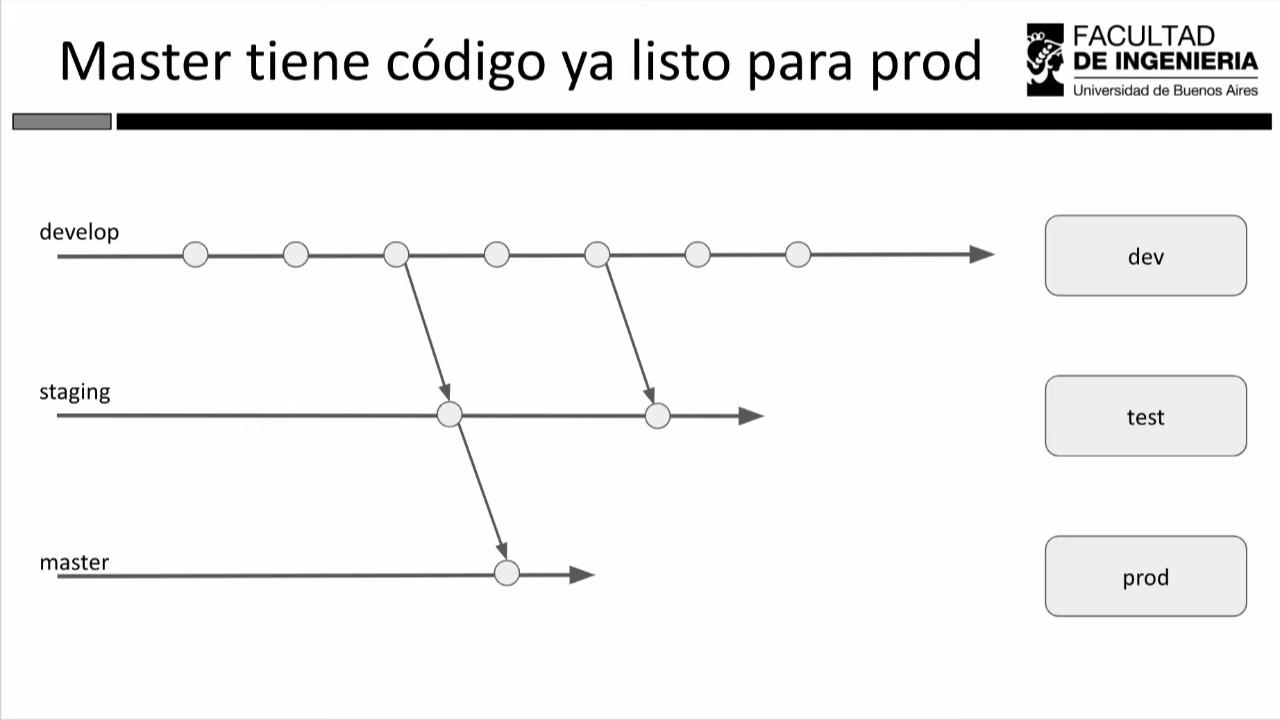 Master tiene código ya listo para prod
FACULTAD
DE INGENIERIA
Universidad de Buenos Aires
develop
dev
staging
test
master
prod